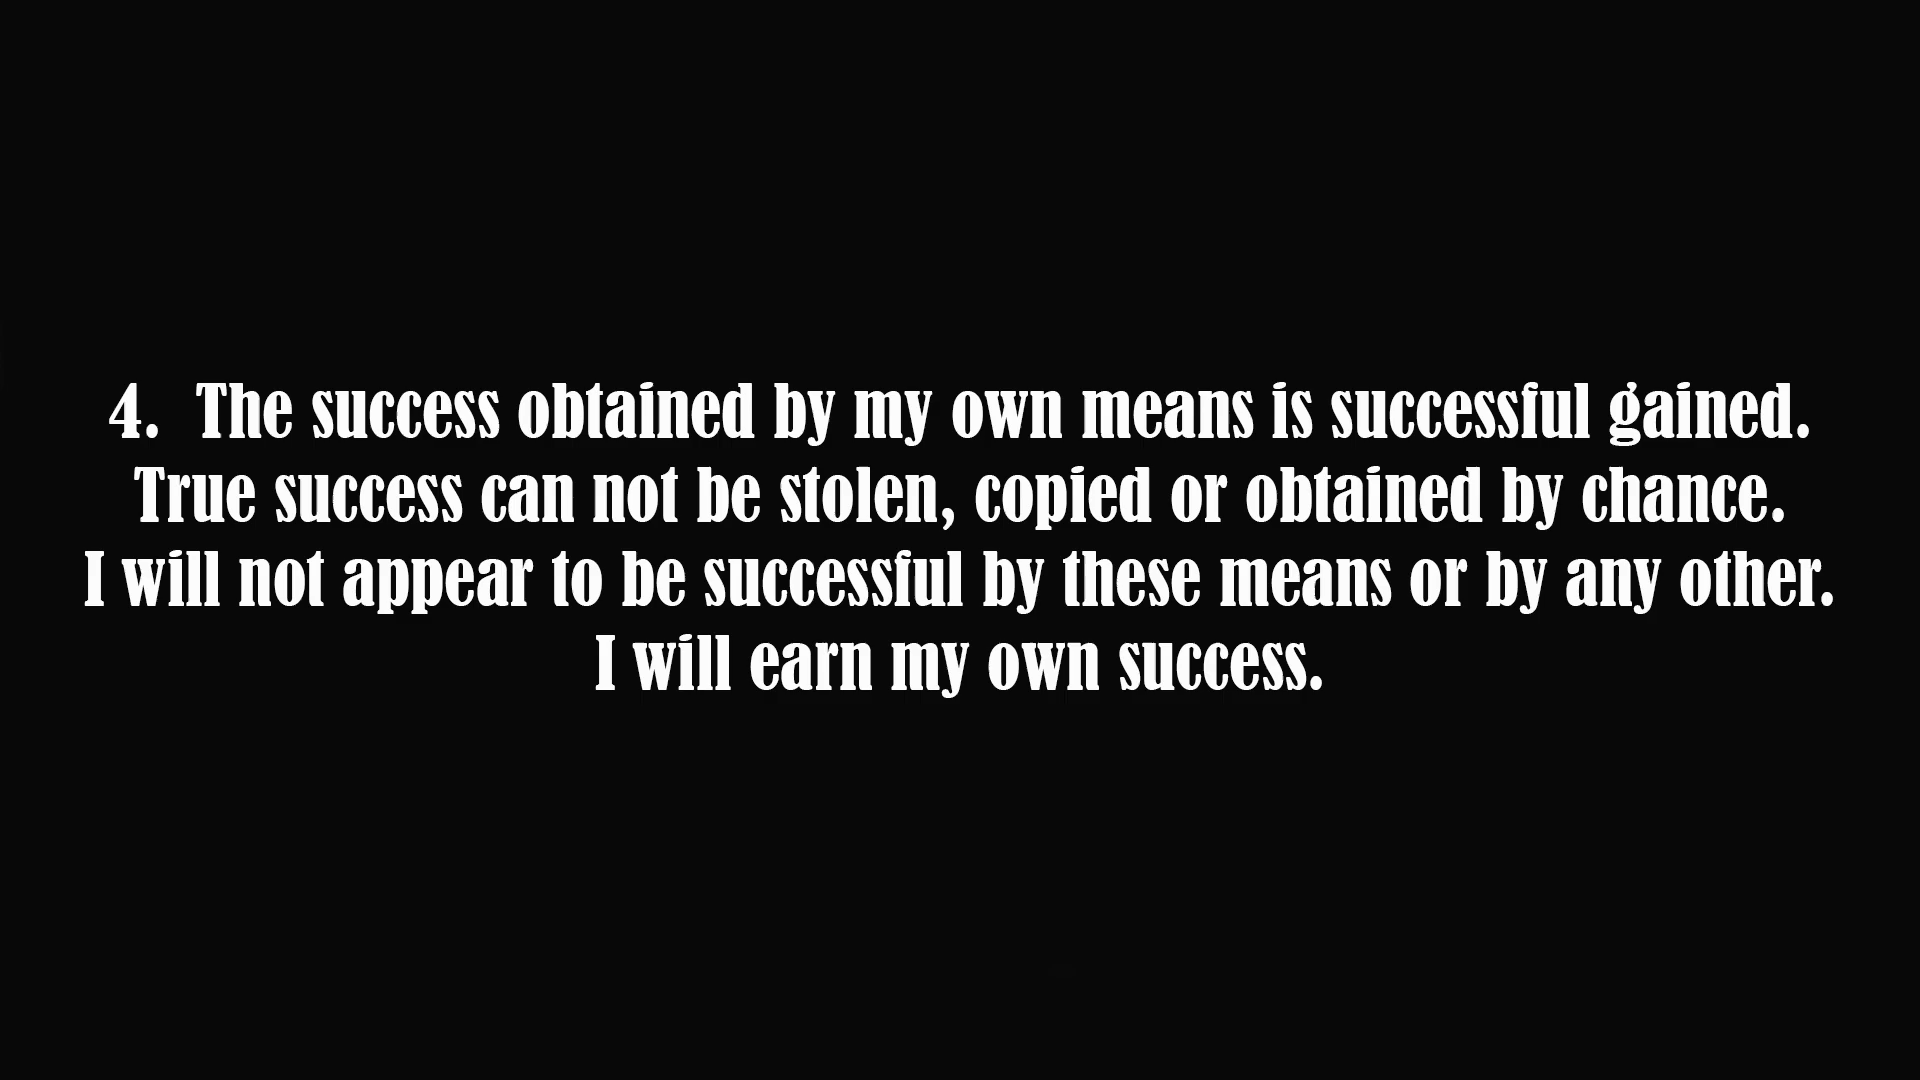 4.  The success obtained by my own means is successful gained.
True success can not be stolen, copied or obtained by chance.
I will not appear to be successful by these means or by any other.
I will earn my own success.